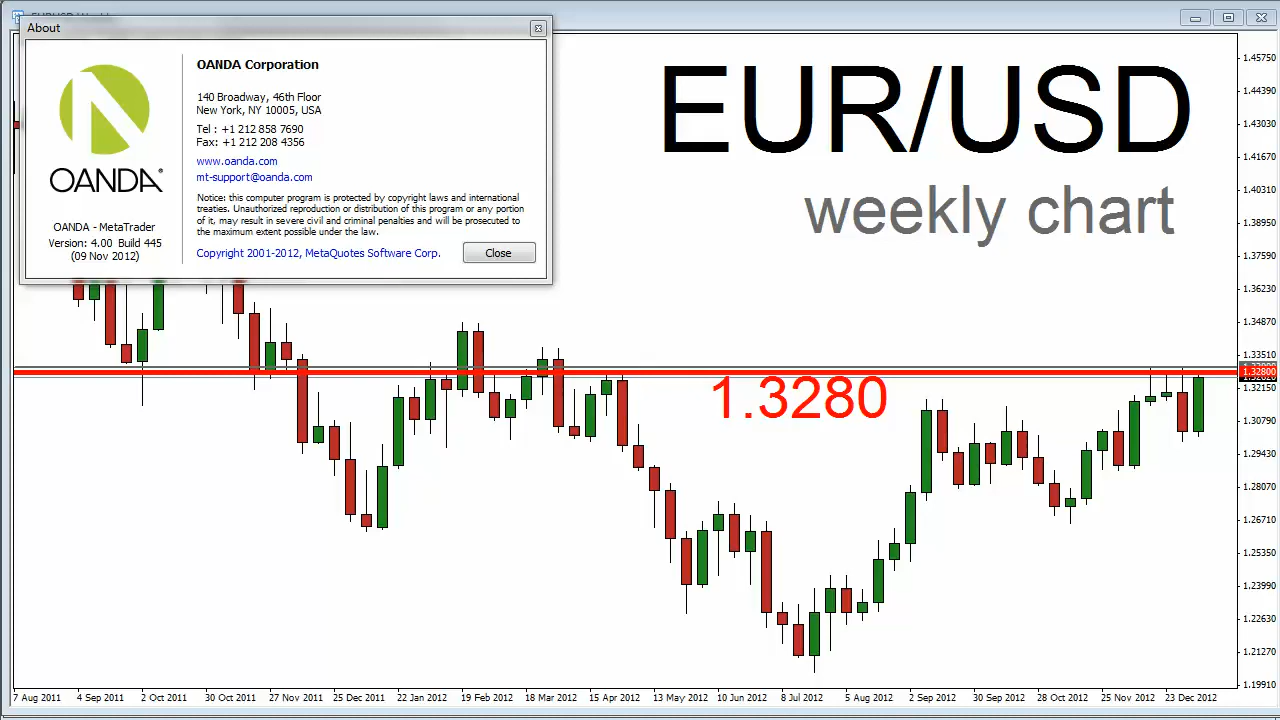 About
OANDA Corporation
140 Broadway, 46th Floor
New York, NY 10005, USA
Tel : +1 212 858 7690
Fax: +1 212 208 4356
www.oanda.com
mt-support@oanda.com
Notice: this computer program is protected by copyright laws and international
treaties. Unauthorized reproduction or distribution of this program or any portion
of it, may result in severe civil and criminal penalties and will be prosecuted to
the maximum extent possible under the law.
Copyright 2001-2012, MetaQuotes Software Corp.
Close
OANDA
OANDA - MetaTrader
Version: 4.00 Build 445
(09 Nov 2012)
EUR/USD
weekly chart
1.3280
1.45750
1.44390
1.43030
1.41670
1.40310
1.38950
1.37590
1.36230
1.34870
1.33510
1.3280
1.32150
1.30790
1.29430
1.28070
1.26710
1.25350
1.23990
1.22630
1.21270
1.19910
7 Aug 2011 4 Sep 2011 2 Oct 2011 30 Oct 2011 27 Nov 2011 25 Dec 2011 22 Jan 2012 19 Feb 2012 18 Mar 2012 15 Apr 2012 13 May 2012 10 Jun 2012 8 Jul 2012 5 Aug 2012 2 Sep 2012 30 Sep 2012 28 Oct 2012 25 Nov 2012 23 Dec 2012